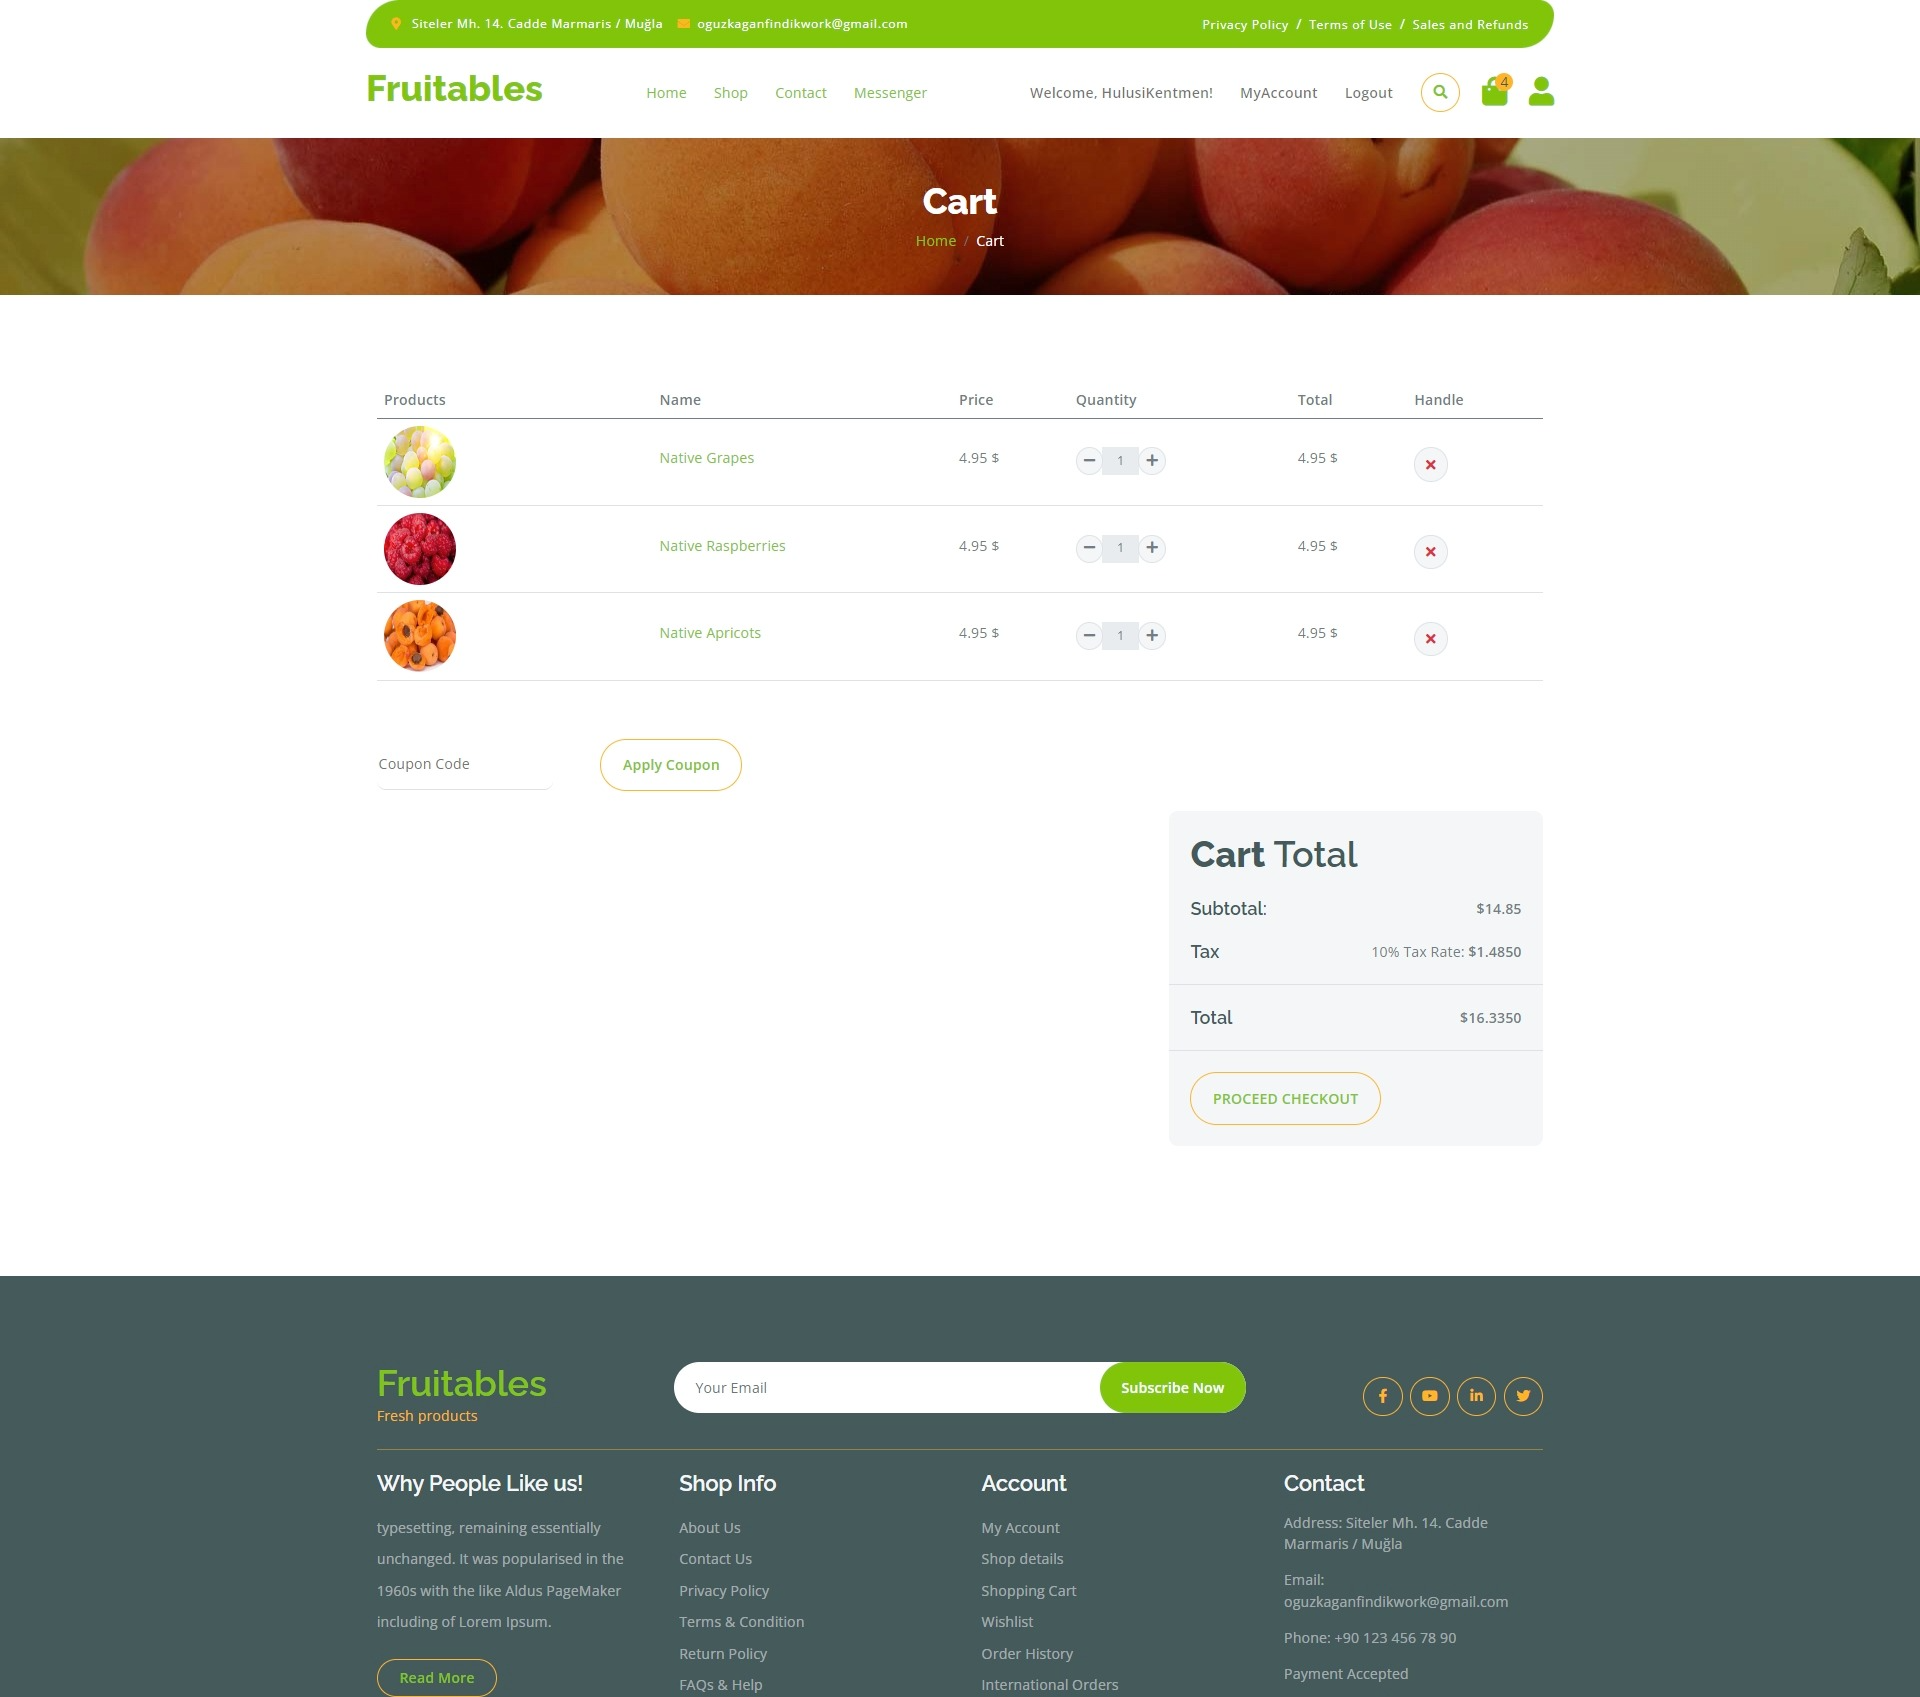 Siteler Mh. 14. Cadde Marmaris / Muğla oguzkaganfindikwork@gmail.com Privacy Policy / Terms of Use / Sales and Refunds
Fruitables Home Shop Contact Messenger Welcome, HulusiKentmen! MyAccount Logout 4
Cart
Home / Cart
Products Name Price Quantity Total Handle
Native Grapes 4.95 $ 1 4.95 $
Native Raspberries 4.95 $ 1 4.95 $
Native Apricots 4.95 $ 1 4.95 $
Coupon Code Apply Coupon
Cart Total
Subtotal: $14.85
Tax 10% Tax Rate: $1.4850
Total $16.3350
PROCEED CHECKOUT
Fruitables
Fresh products
Your Email Subscribe Now
Why People Like us!
typesetting, remaining essentially
unchanged. It was popularised in the
1960s with the like Aldus PageMaker
including of Lorem Ipsum.
Read More
Shop Info
About Us
Contact Us
Privacy Policy
Terms & Condition
Return Policy
FAQs & Help
Account
My Account
Shop details
Shopping Cart
Wishlist
Order History
International Orders
Contact
Address: Siteler Mh. 14. Cadde
Marmaris / Muğla
Email:
oguzkaganfindikwork@gmail.com
Phone: +90 123 456 78 90
Payment Accepted